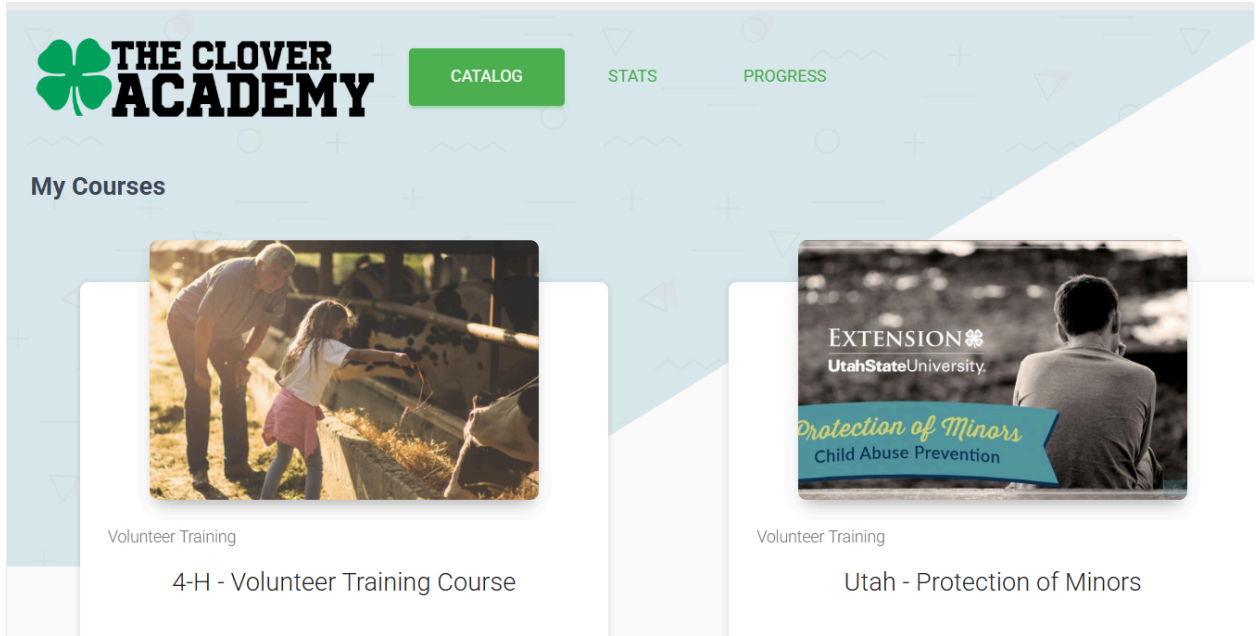 THE CLOVER
ACADEMY
CATALOG
STATS
PROGRESS
My Courses
EXTENSION
UtahStateUniversity.
Protection of Minors
Child Abuse Prevention
Volunteer Training
4-H - Volunteer Training Course
Volunteer Training
Utah - Protection of Minors